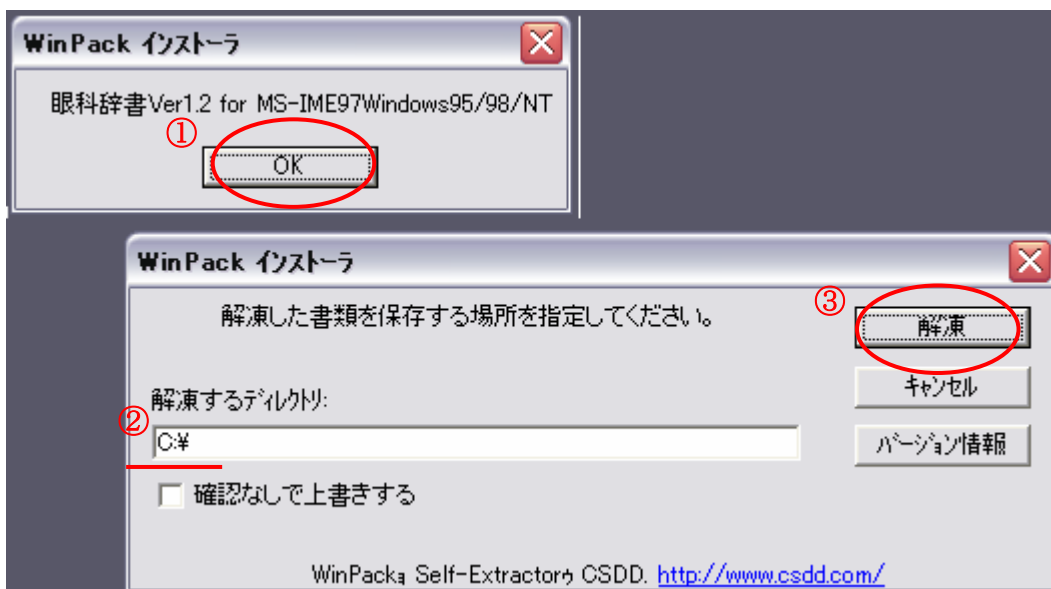 WinPack インストーラ
眼科辞書Ver1.2 for MS-IME97Windows95/98/NT
①
OK
WinPack インストーラ
解凍した書類を保存する場所を指定してください。
③
解凍
キャンセル
解凍するディレクトリ:
②
C:¥
バージョン情報
確認なしで上書きする
WinPackョ Self-Extractorゥ CSDD. http://www.csdd.com/